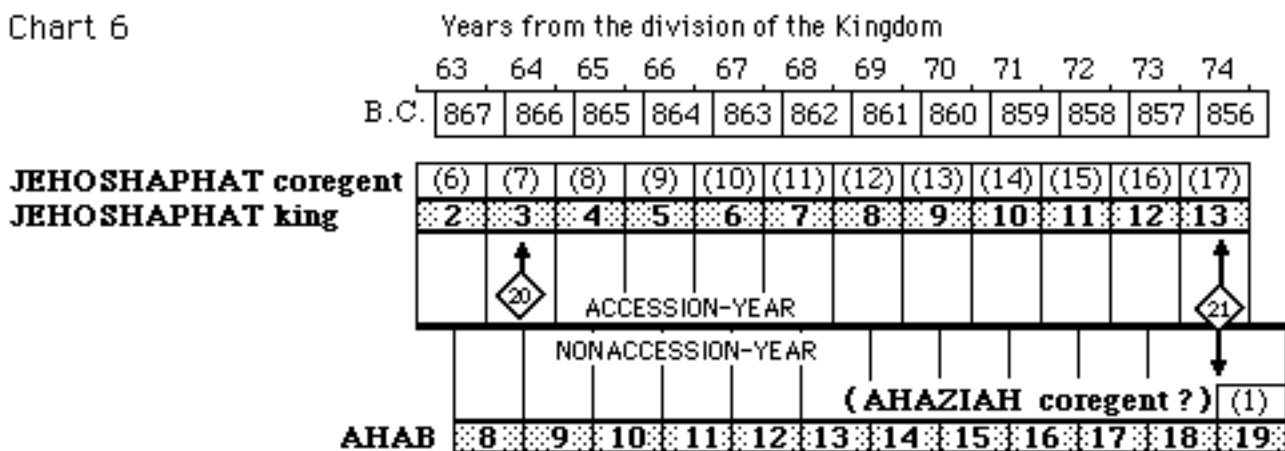 Chart 6 Years from the division of the Kingdom
63 64 65 66 67 68 69 70 71 72 73 74
B.C. 867 866 865 864 863 862 861 860 859 858 857 856
JEHOSHAPHAT coregent (6) (7) (8) (9) (10) (11) (12) (13) (14) (15) (16) (17)
JEHOSHAPHAT king 2 3 4 5 6 7 8 9 10 11 12 13
20 21
ACCESSION-YEAR
NONACCESSION-YEAR
(AHAZIAH coregent ?) (1)
AHAB 8 9 10 11 12 13 14 15 16 17 18 19